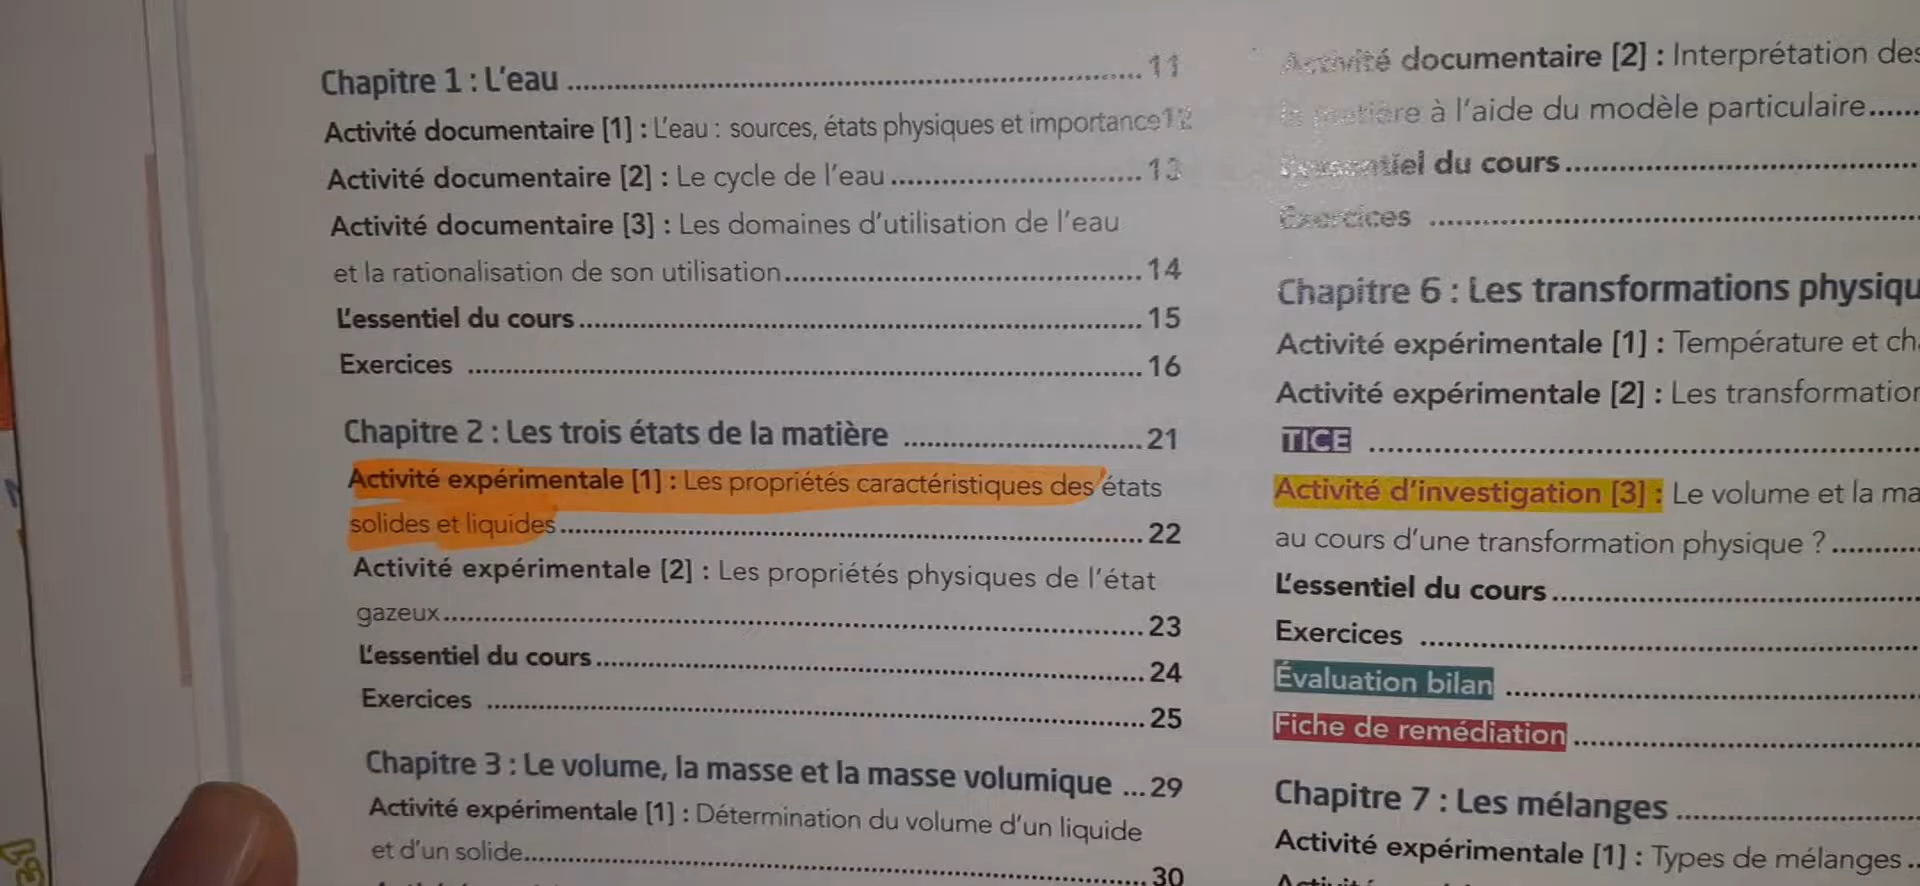 Chapitre 1 : L'eau ........ 11
Activité documentaire [1] : L'eau : sources, états physiques et importance12
Activité documentaire [2] : Le cycle de l'eau ........ 13
Activité documentaire [3] : Les domaines d'utilisation de l'eau
et la rationalisation de son utilisation ........ 14
L'essentiel du cours ........ 15
Exercices ........ 16
Chapitre 2 : Les trois états de la matière ........ 21
Activité expérimentale [1] : Les propriétés caractéristiques des états
solides et liquides ........ 22
Activité expérimentale [2] : Les propriétés physiques de l'état
gazeux ........ 23
L'essentiel du cours ........ 24
Exercices ........ 25
Chapitre 3 : Le volume, la masse et la masse volumique ... 29
Activité expérimentale [1] : Détermination du volume d'un liquide
et d'un solide ........ 30
Activité documentaire [2] : Interprétation des
la matière à l'aide du modèle particulaire ........
L'essentiel du cours ........
Exercices ........
Chapitre 6 : Les transformations physiqu
Activité expérimentale [1] : Température et ch
Activité expérimentale [2] : Les transformation
TICE ........
Activité d'investigation [3] : Le volume et la ma
au cours d'une transformation physique ? ........
L'essentiel du cours ........
Exercices ........
Évaluation bilan ........
Fiche de remédiation ........
Chapitre 7 : Les mélanges ........
Activité expérimentale [1] : Types de mélanges ..